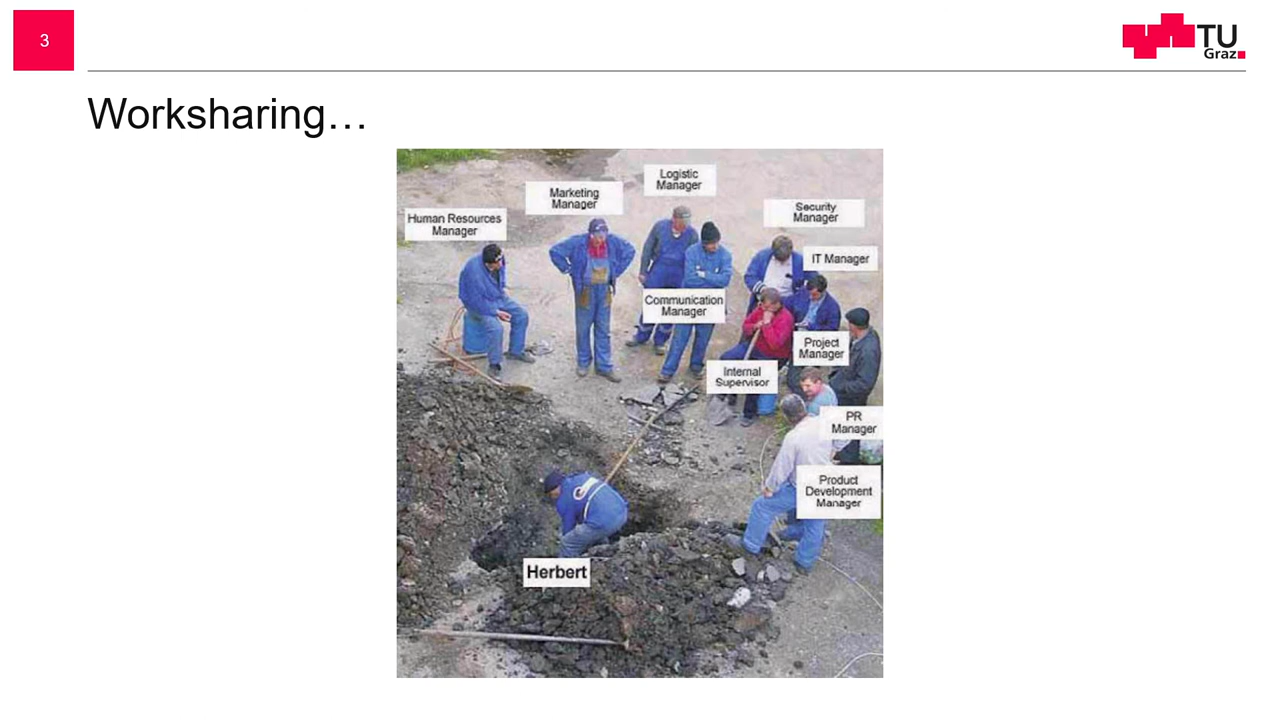 3
TU
Graz
Worksharing…
Logistic
Manager
Marketing
Manager
Security
Manager
Human Resources
Manager
IT Manager
Communication
Manager
Project
Manager
Internal
Supervisor
PR
Manager
Product
Development
Manager
Herbert